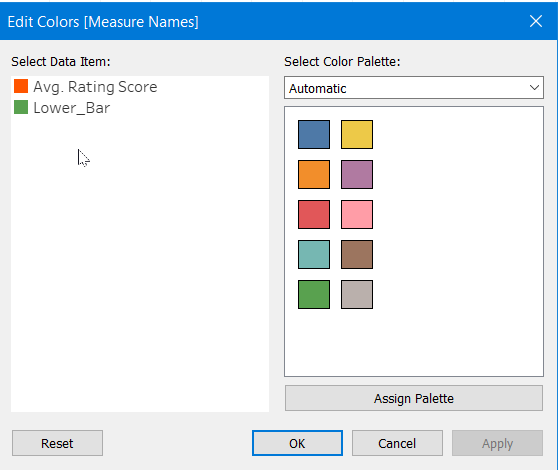 Edit Colors [Measure Names]
Select Data Item:
Avg. Rating Score
Lower_Bar
Select Color Palette:
Automatic
Assign Palette
Reset
OK
Cancel
Apply